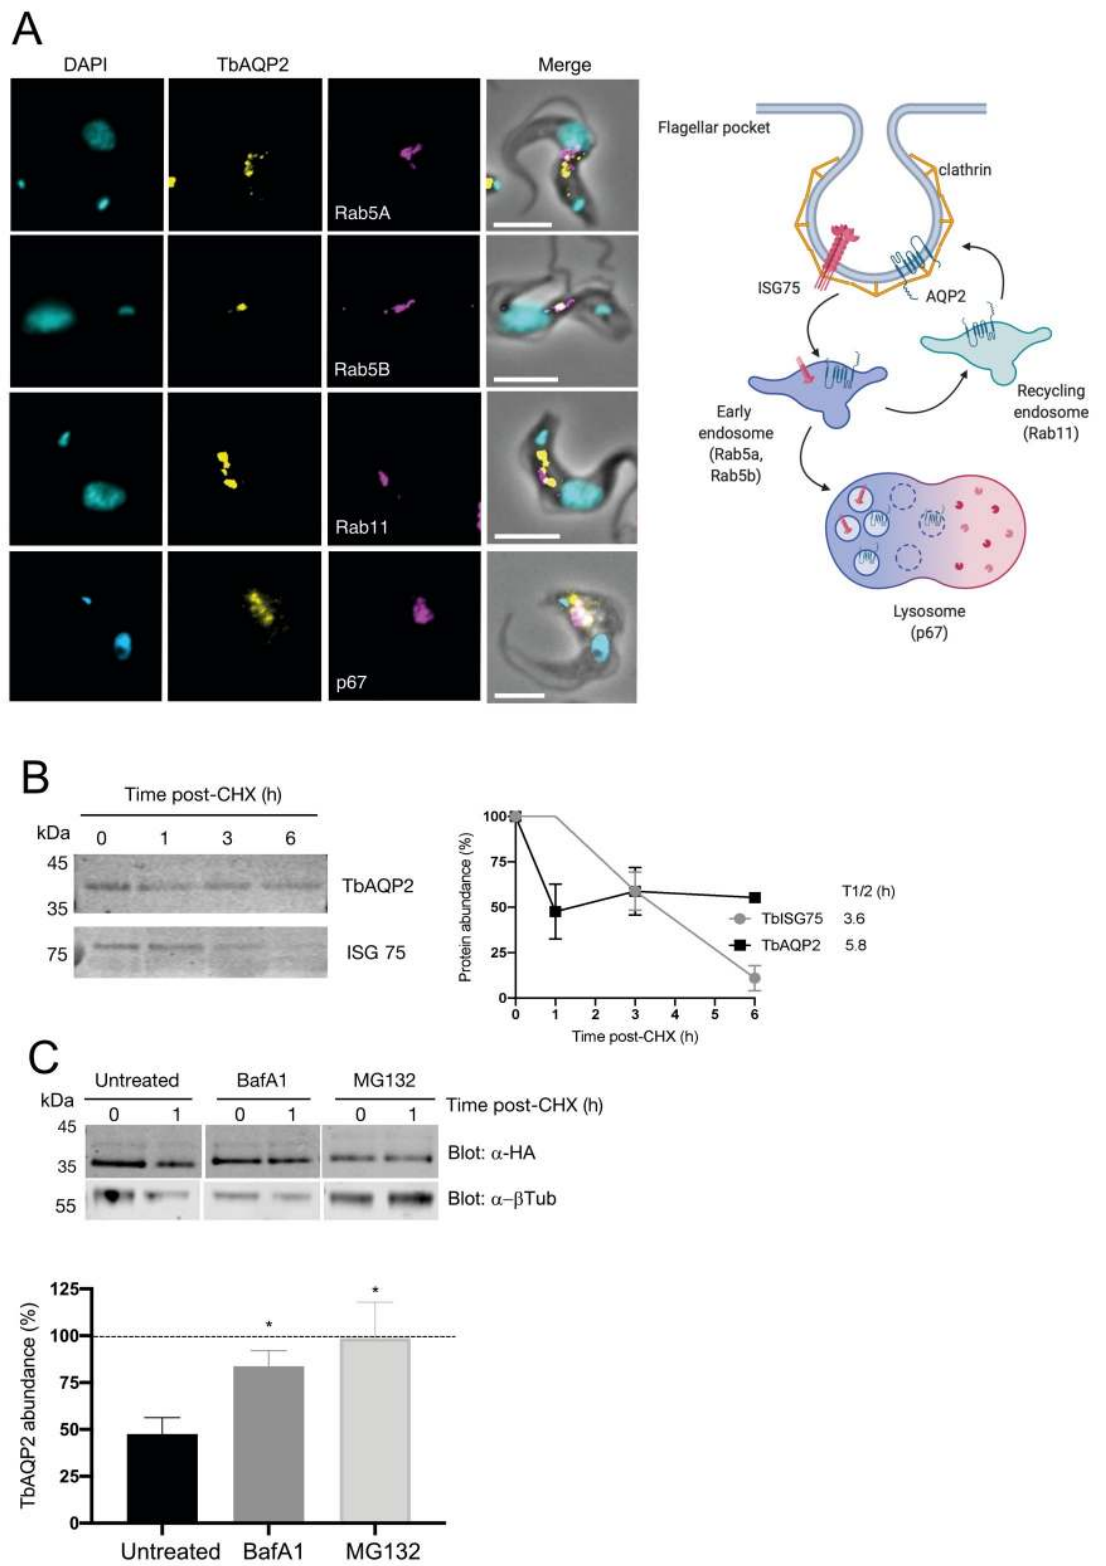 A
DAPI
TbAQP2
Merge
Rab5A
Rab5B
Rab11
p67
Flagellar pocket
clathrin
ISG75
AQP2
Early
endosome
(Rab5a,
Rab5b)
Recycling
endosome
(Rab11)
Lysosome
(p67)
B
Time post-CHX (h)
kDa
0 1 3 6
45
35
TbAQP2
75
ISG 75
Protein abundance (%)
100
75
50
25
0
0 1 2 3 4 5 6
Time post-CHX (h)
T1/2 (h)
TbISG75 3.6
TbAQP2 5.8
C
Untreated BafA1 MG132
kDa
0 1 0 1 0 1 Time post-CHX (h)
45
35
Blot: α-HA
55
Blot: α–βTub
TbAQP2 abundance (%)
125
100
75
50
25
0
* *
Untreated BafA1 MG132